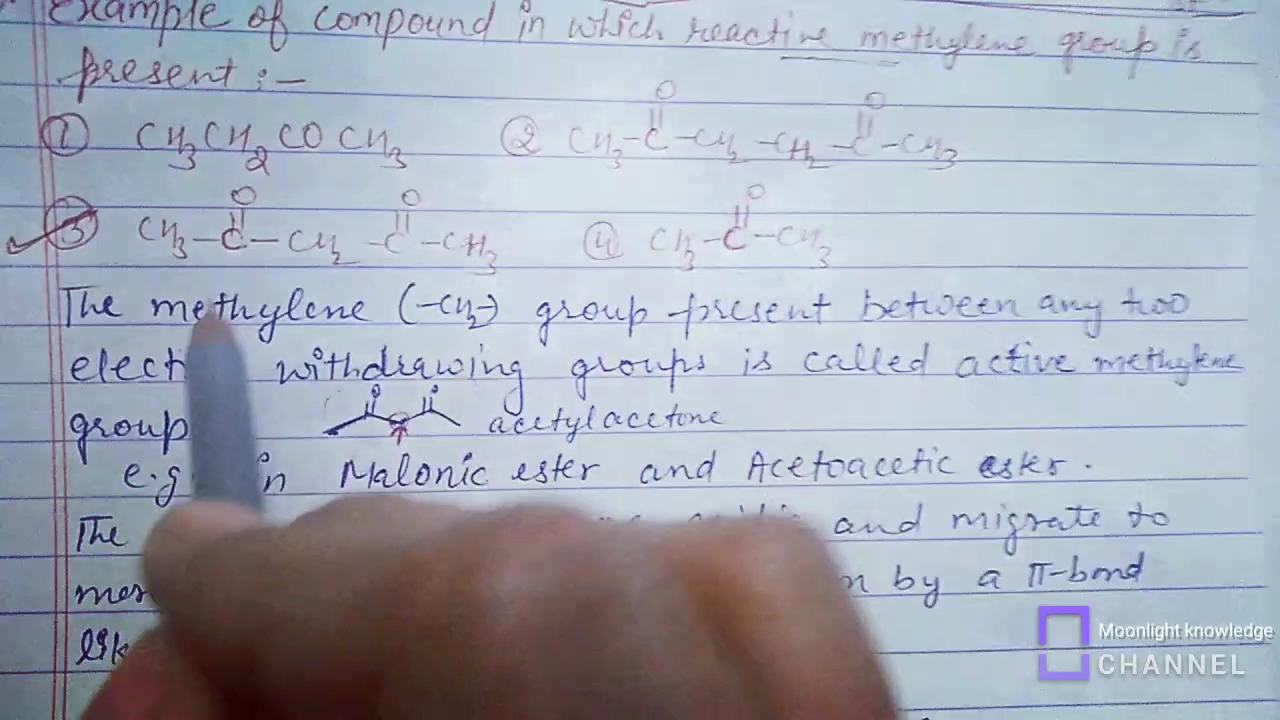 Example of compound in which reactive methylene group is
present :-
① CH3CH2COCH3 ② CH3-C-CH2-CH2-C-CH3
O O
③ CH3-C-CH2-C-CH3 ④ CH3-C-CH3
O O O
The methylene (-CH2-) group present between any two
withdrawing groups is called active methylene
group
O O
acetylacetone
e.g. in Malonic ester and Acetoacetic ester.
The and migrate to
by a π-bond
Moonlight knowledge
CHANNEL